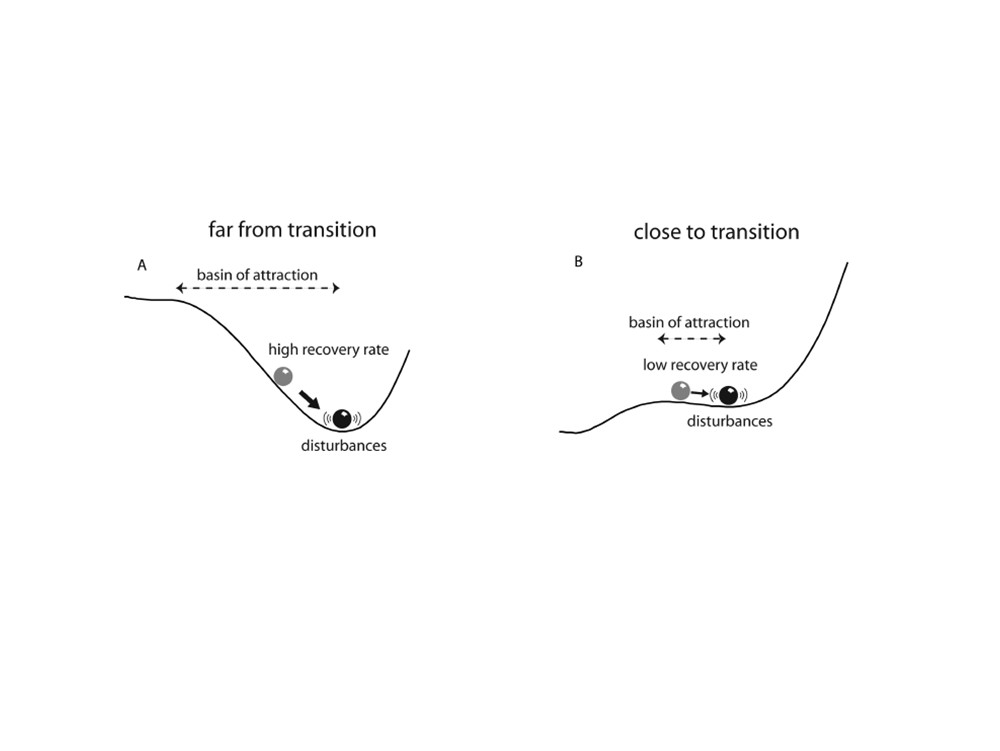 far from transition
A
basin of attraction
high recovery rate
disturbances
close to transition
B
basin of attraction
low recovery rate
disturbances